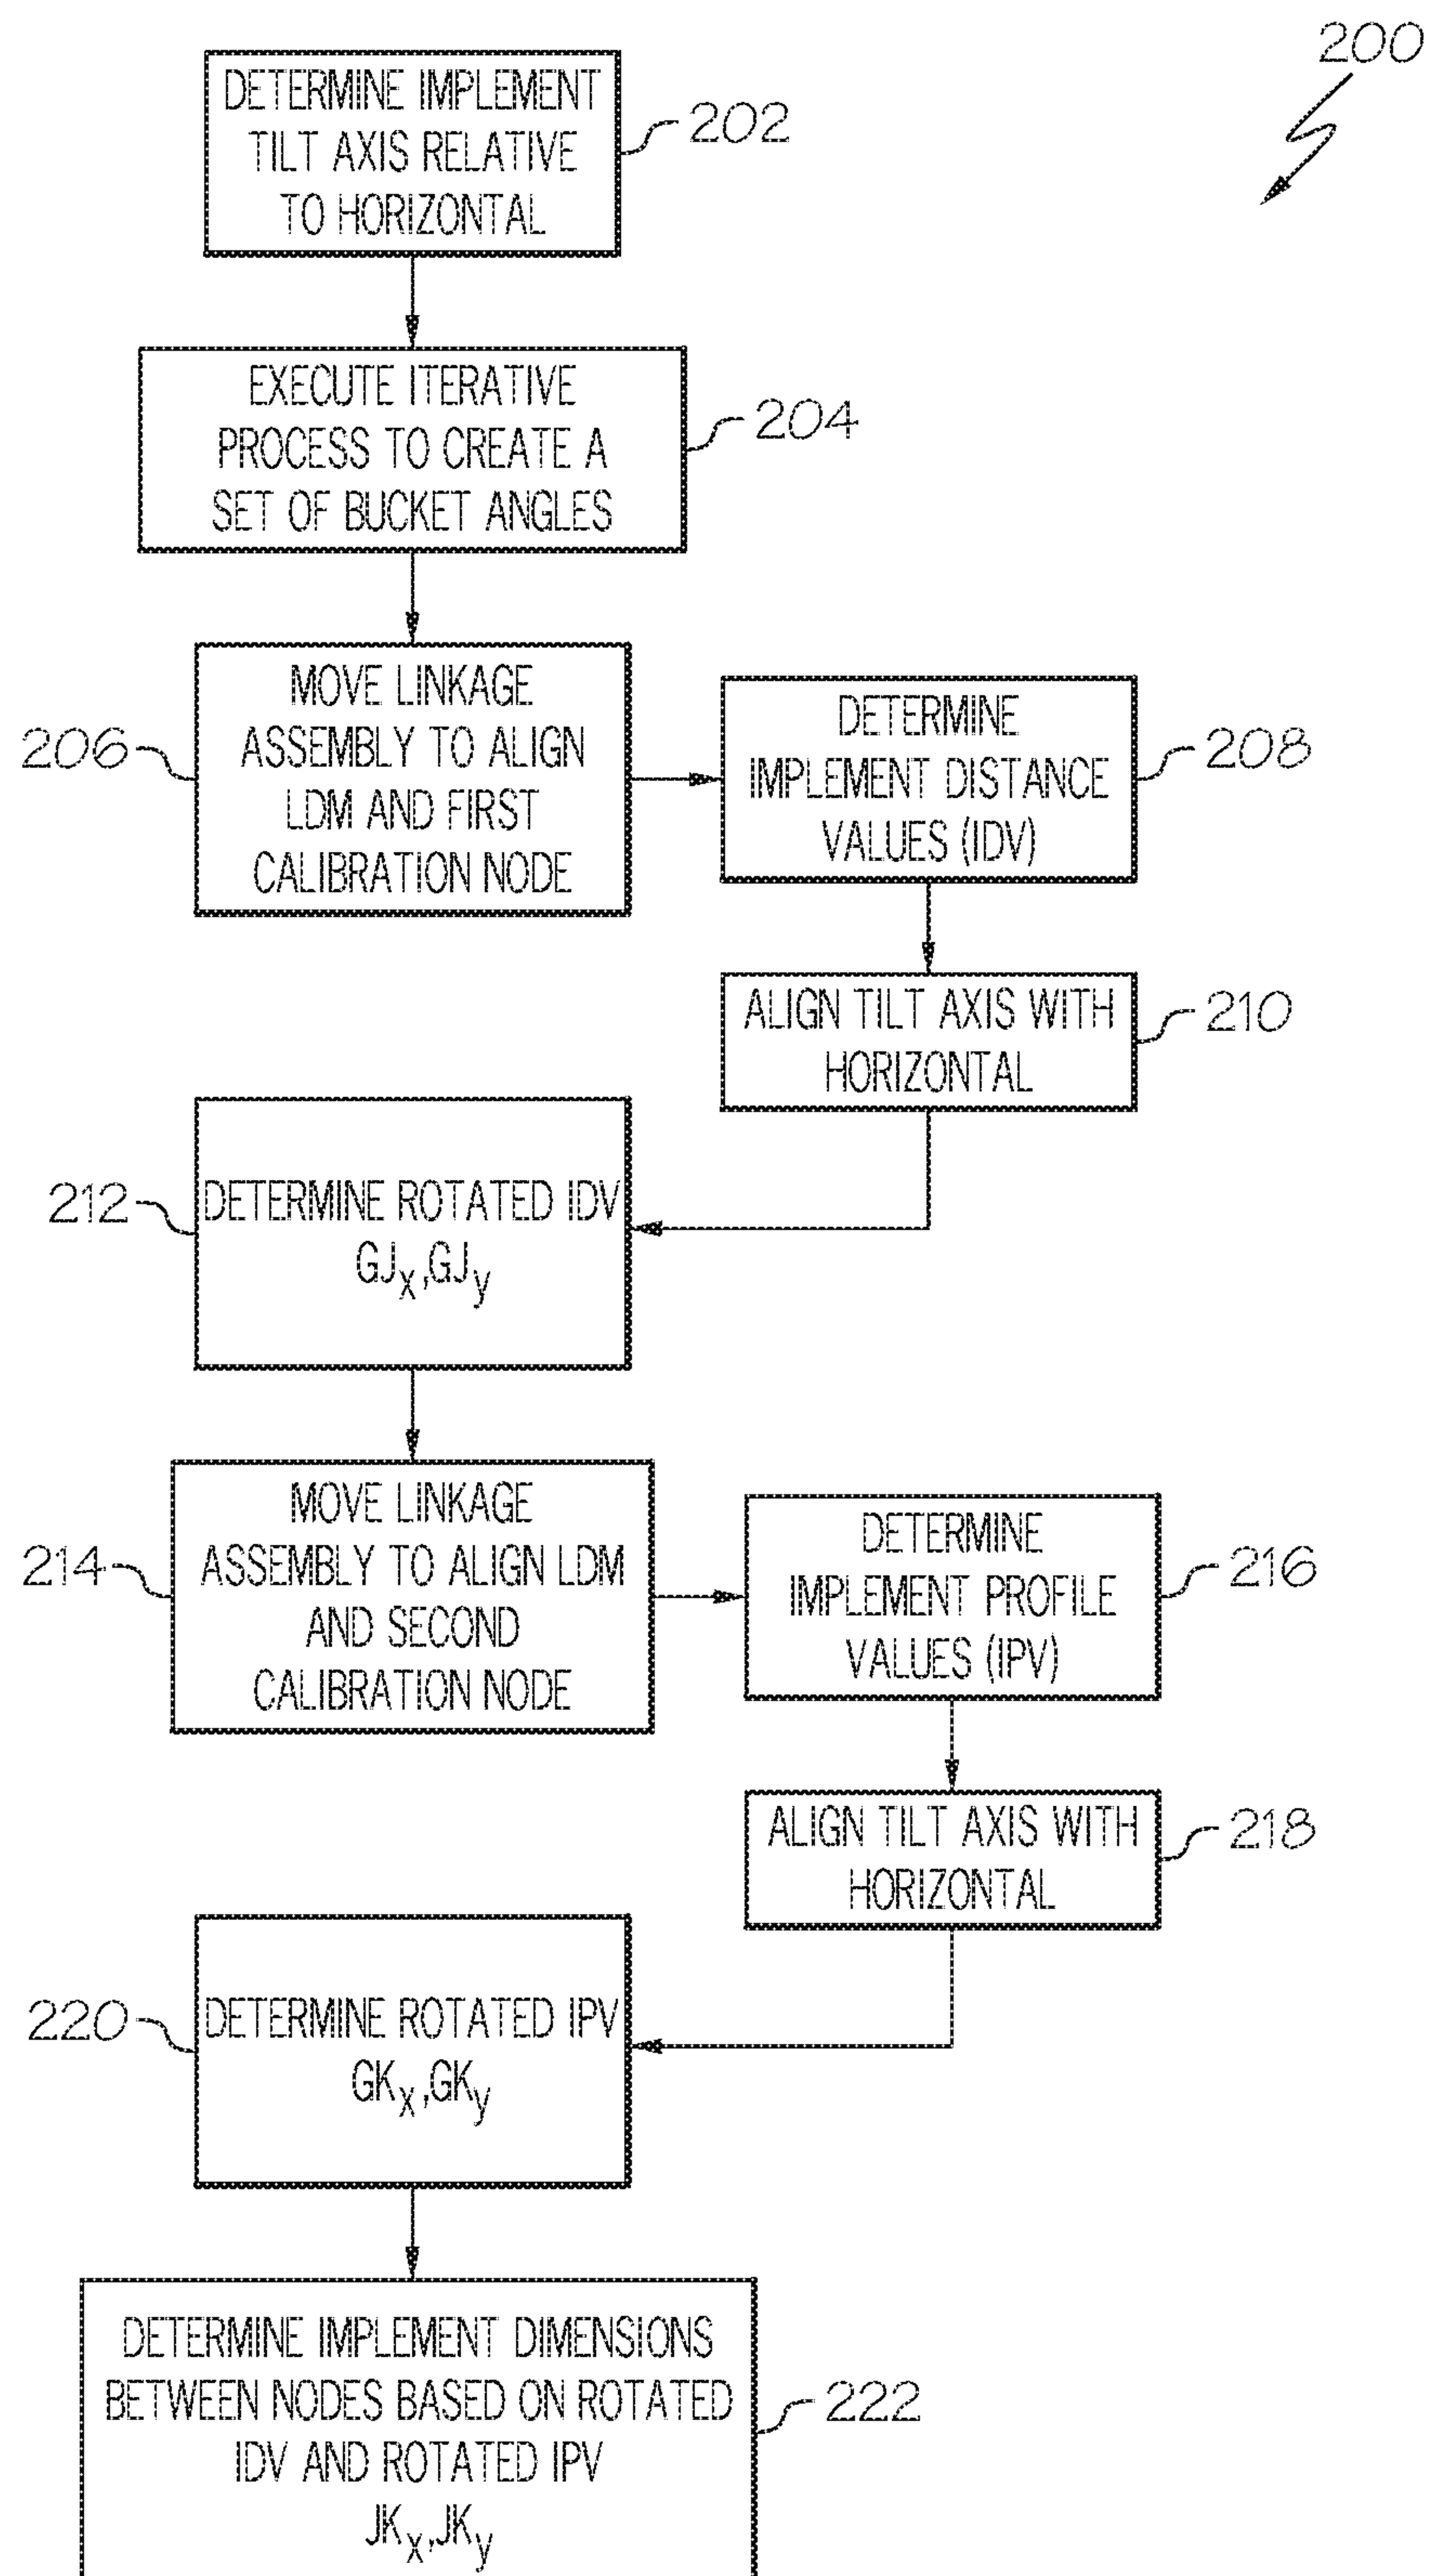 200
DETERMINE IMPLEMENT
TILT AXIS RELATIVE
TO HORIZONTAL
202
EXECUTE ITERATIVE
PROCESS TO CREATE A
SET OF BUCKET ANGLES
204
MOVE LINKAGE
ASSEMBLY TO ALIGN
LDM AND FIRST
CALIBRATION NODE
206
DETERMINE
IMPLEMENT DISTANCE
VALUES (IDV)
208
ALIGN TILT AXIS WITH
HORIZONTAL
210
DETERMINE ROTATED IDV
GJx,GJy
212
MOVE LINKAGE
ASSEMBLY TO ALIGN LDM
AND SECOND
CALIBRATION NODE
214
DETERMINE
IMPLEMENT PROFILE
VALUES (IPV)
216
ALIGN TILT AXIS WITH
HORIZONTAL
218
DETERMINE ROTATED IPV
GKx,GKy
220
DETERMINE IMPLEMENT DIMENSIONS
BETWEEN NODES BASED ON ROTATED
IDV AND ROTATED IPV
JKx,JKy
222